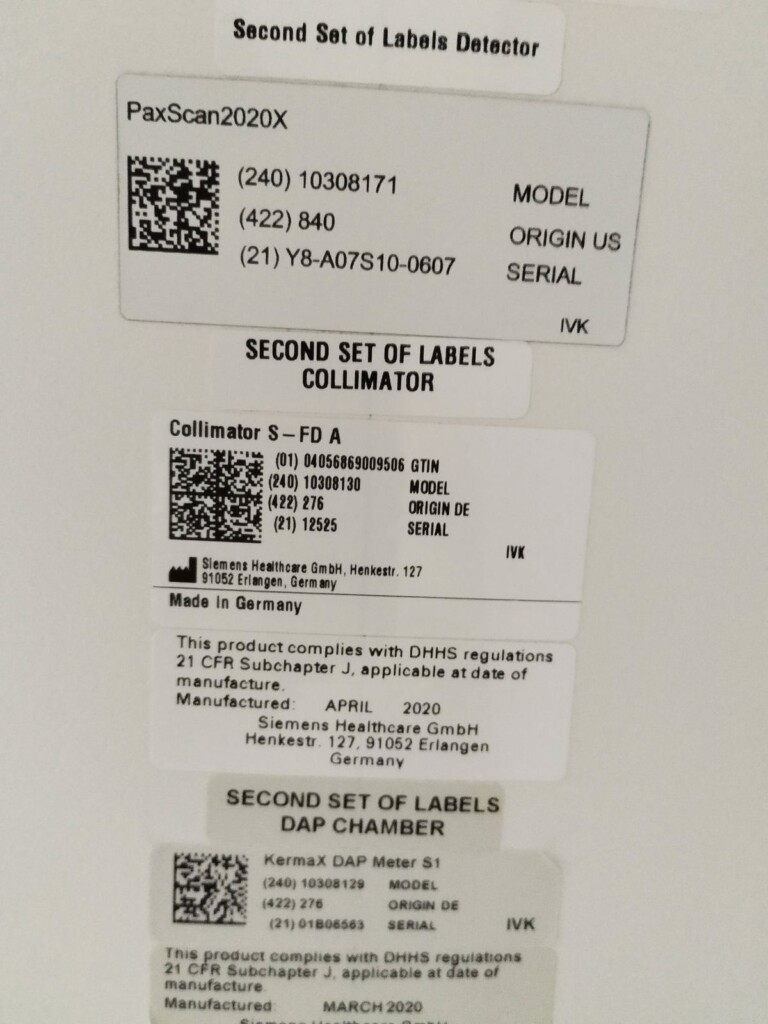 Second Set of Labels Detector
PaxScan2020X
(240) 10308171 MODEL
(422) 840 ORIGIN US
(21) Y8-A07S10-0607 SERIAL
IVK
SECOND SET OF LABELS
COLLIMATOR
Collimator S-FD A
(01) 04056869009506 GTIN
(240) 10308130 MODEL
(422) 276 ORIGIN DE
(21) 12525 SERIAL
IVK
Siemens Healthcare GmbH, Henkestr. 127
91052 Erlangen, Germany
Made in Germany
This product complies with DHHS regulations
21 CFR Subchapter J, applicable at date of
manufacture.
Manufactured: APRIL 2020
Siemens Healthcare GmbH
Henkestr. 127, 91052 Erlangen
Germany
SECOND SET OF LABELS
DAP CHAMBER
KermaX DAP Meter S1
(240) 10308129 MODEL
(422) 276 ORIGIN DE
(21) 01B06563 SERIAL IVK
This product complies with DHHS regulations
21 CFR Subchapter J, applicable at date of
manufacture
Manufactured MARCH 2020